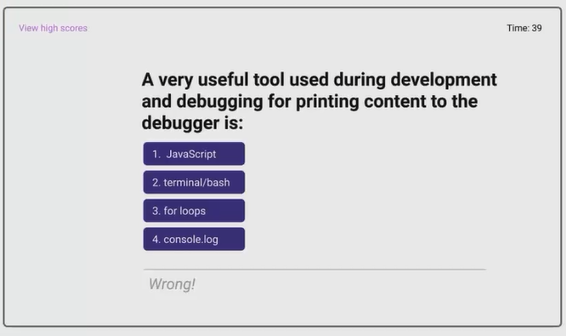 View high scores
Time: 39
A very useful tool used during development
and debugging for printing content to the
debugger is:
1. JavaScript
2. terminal/bash
3. for loops
4. console.log
Wrong!